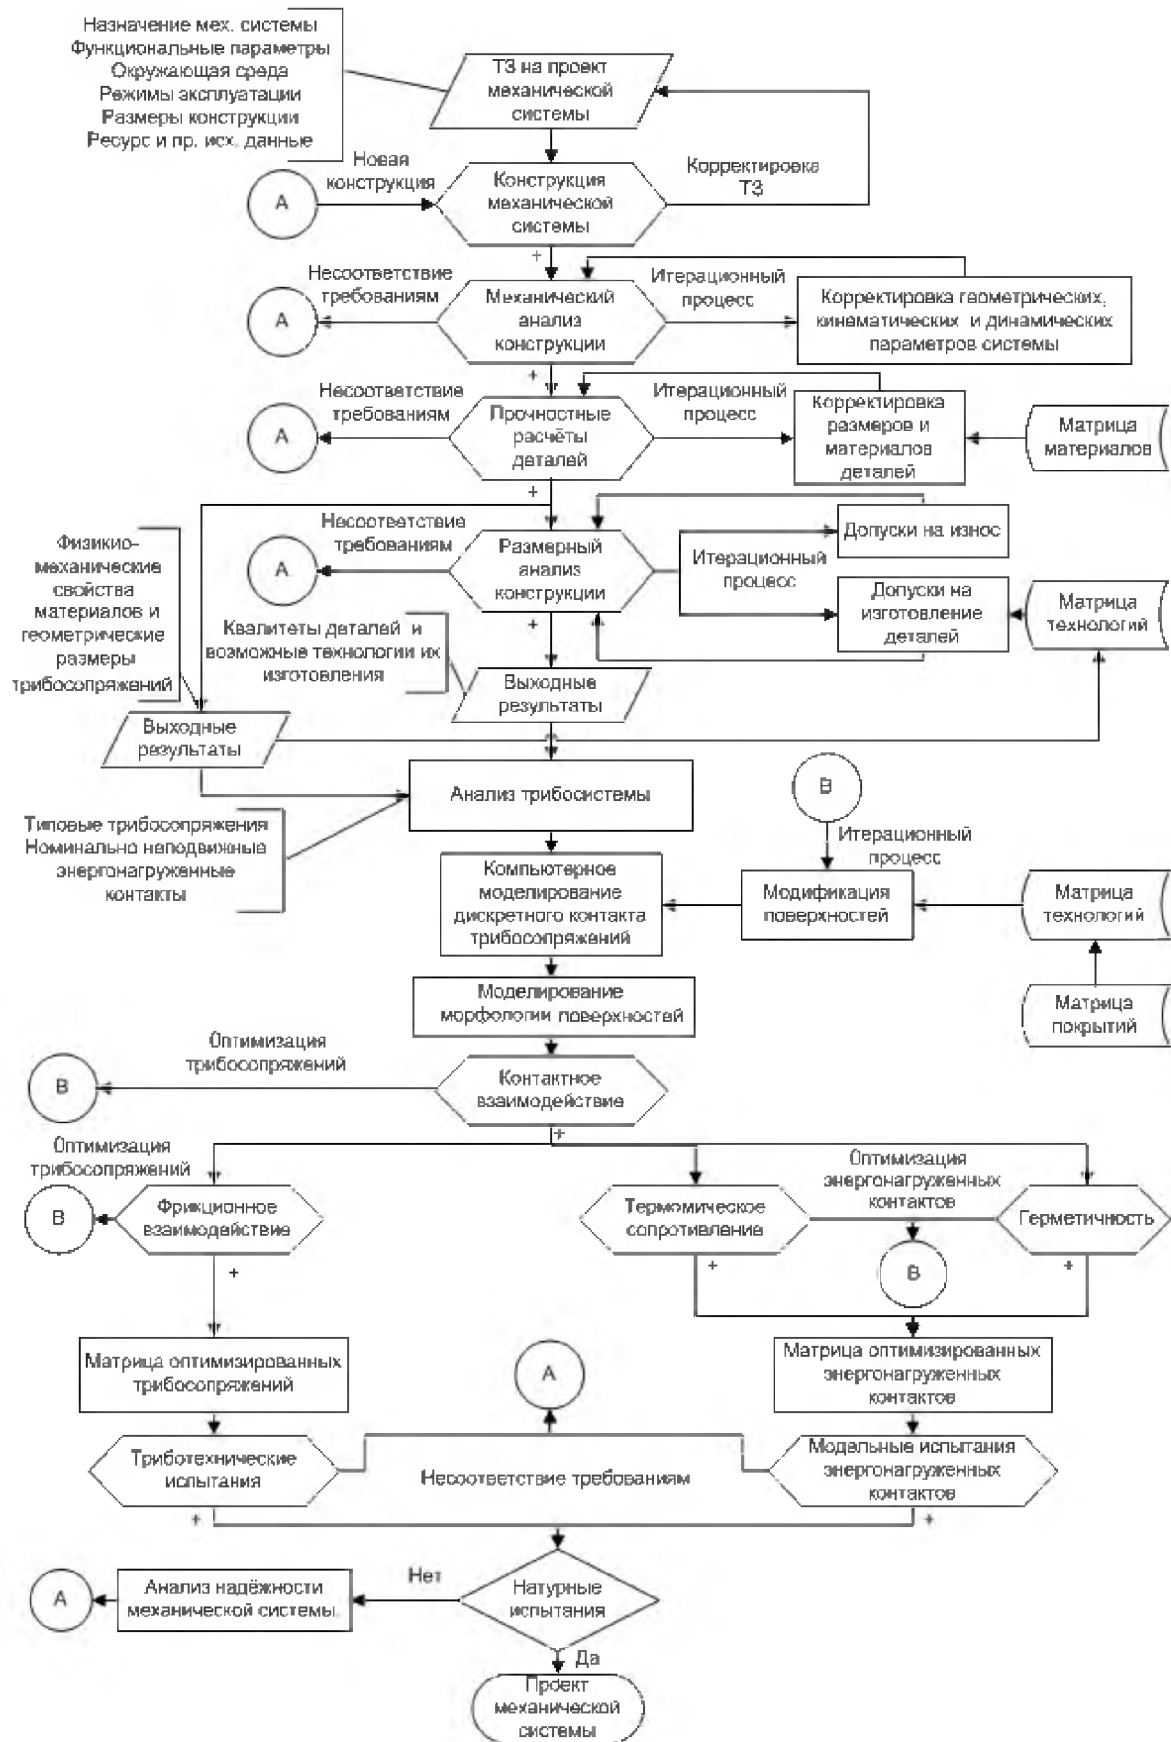 Назначение мех. системы
Функциональные параметры
Окружающая среда
Режимы эксплуатации
Размеры конструкции
Ресурс и пр. исх. данные
ТЗ на проект
механической
системы
Новая
конструкция
А
Конструкция
механической
системы
Корректировка
ТЗ
+
Несоответствие
требованиям
А
Механический
анализ
конструкции
Итерационный
процесс
Корректировка геометрических,
кинематических и динамических
параметров системы
+
Несоответствие
требованиям
А
Прочностные
расчёты
деталей
Итерационный
процесс
Корректировка
размеров и
материалов
деталей
Матрица
материалов
+
Физикио-
механические
свойства
материалов и
геометрические
размеры
трибосопряжений
Несоответствие
требованиям
А
Размерный
анализ
конструкции
Итерационный
процесс
Допуски на износ
Допуски на
изготовление
деталей
Матрица
технологий
+
Квалитеты деталей и
возможные технологии их
изготовления
Выходные
результаты
Выходные
результаты
Анализ трибосистемы
В
Типовые трибосопряжения
Номинально неподвижные
энергонагруженные
контакты
Итерационный
процесс
Компьютерное
моделирование
дискретного контакта
трибосопряжений
Модификация
поверхностей
Матрица
технологий
Моделирование
морфологии поверхностей
Матрица
покрытий
Оптимизация
трибосопряжений
В
Контактное
взаимодействие
+
Оптимизация
трибосопряжений
В
Фрикционное
взаимодействие
Термомическое
сопротивление
Оптимизация
энергонагруженных
контактов
Герметичность
+
+
В
+
Матрица оптимизированных
трибосопряжений
А
Матрица оптимизированных
энергонагруженных
контактов
Триботехнические
испытания
Несоответствие требованиям
Модельные испытания
энергонагруженных
контактов
+
+
А
Анализ надёжности
механической системы.
Нет
Натурные
испытания
Да
Проект
механической
системы